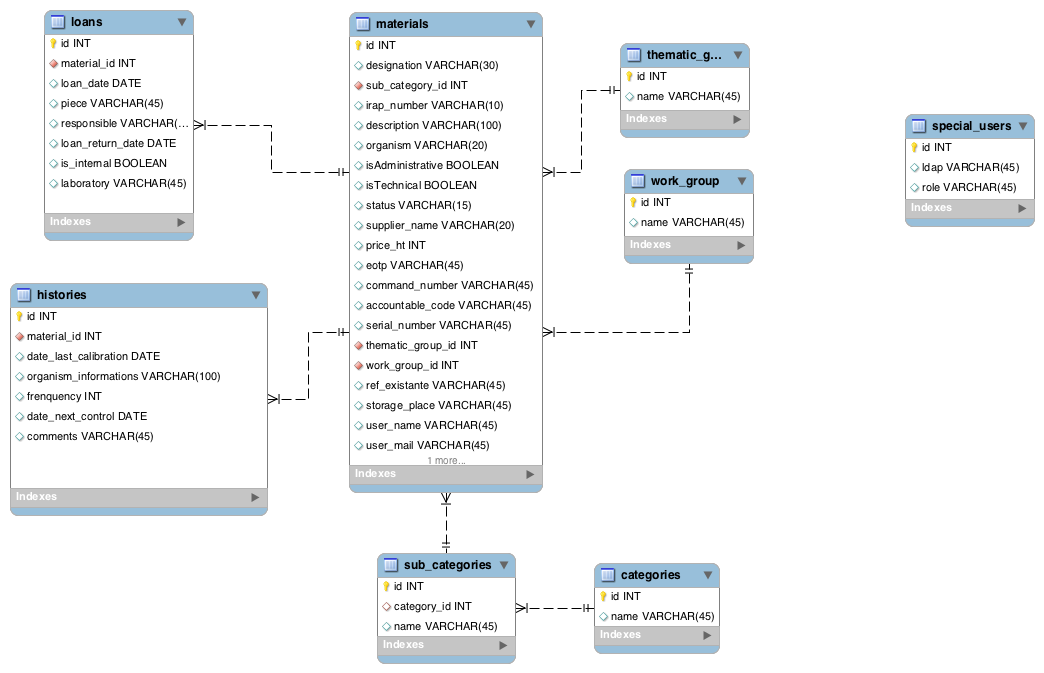 loans
id INT
material_id INT
loan_date DATE
piece VARCHAR(45)
responsible VARCHAR(...
loan_return_date DATE
is_internal BOOLEAN
laboratory VARCHAR(45)
Indexes
materials
id INT
designation VARCHAR(30)
sub_category_id INT
irap_number VARCHAR(10)
description VARCHAR(100)
organism VARCHAR(20)
isAdministrative BOOLEAN
isTechnical BOOLEAN
status VARCHAR(15)
supplier_name VARCHAR(20)
price_ht INT
eotp VARCHAR(45)
command_number VARCHAR(45)
accountable_code VARCHAR(45)
serial_number VARCHAR(45)
thematic_group_id INT
work_group_id INT
ref_existante VARCHAR(45)
storage_place VARCHAR(45)
user_name VARCHAR(45)
user_mail VARCHAR(45)
1 more...
Indexes
thematic_g...
id INT
name VARCHAR(45)
Indexes
work_group
id INT
name VARCHAR(45)
Indexes
special_users
id INT
ldap VARCHAR(45)
role VARCHAR(45)
Indexes
histories
id INT
material_id INT
date_last_calibration DATE
organism_informations VARCHAR(100)
frenquency INT
date_next_control DATE
comments VARCHAR(45)
Indexes
sub_categories
id INT
category_id INT
name VARCHAR(45)
Indexes
categories
id INT
name VARCHAR(45)
Indexes